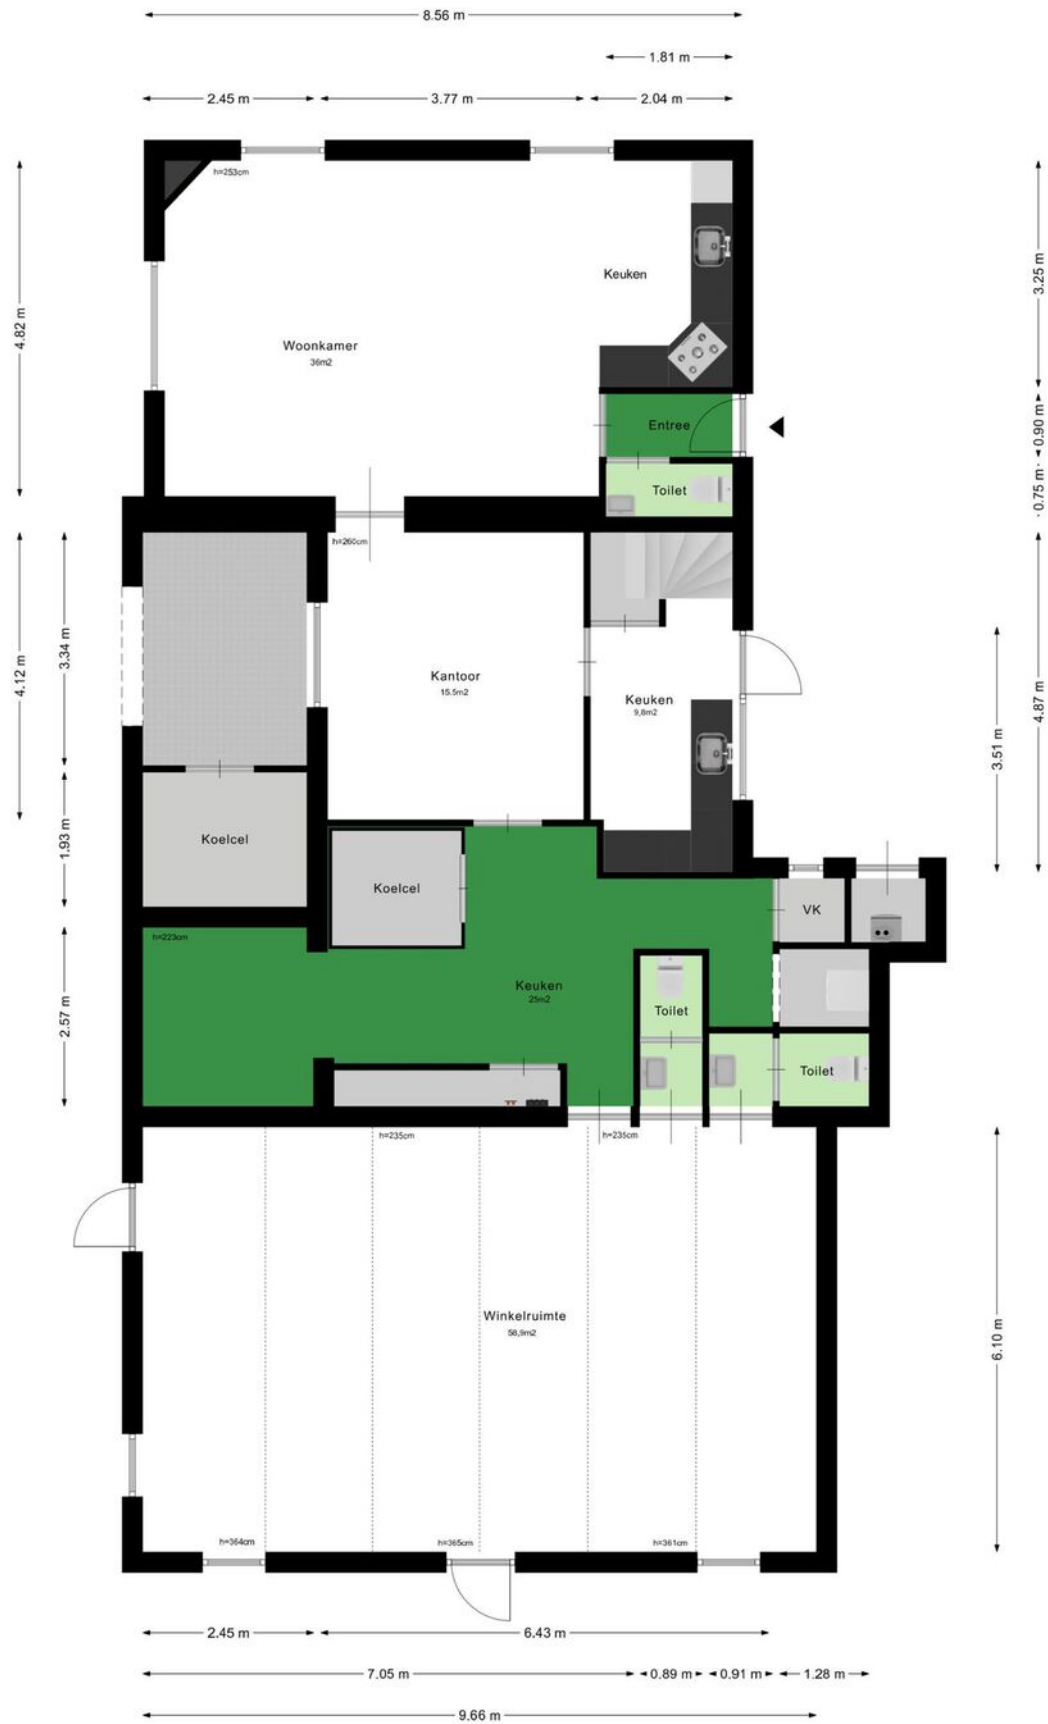 8.56 m
1.81 m
2.45 m
3.77 m
2.04 m
h=253cm
Keuken
3.25 m
4.82 m
Woonkamer
36m2
Entree
0.90 m
Toilet
0.75 m
h=260cm
3.34 m
4.12 m
Kantoor
15.5m2
Keuken
9,8m2
4.87 m
3.51 m
1.93 m
Koelcel
Koelcel
VK
h=223cm
Keuken
25m2
2.57 m
Toilet
Toilet
h=235cm
h=235cm
Winkelruimte
58,9m2
6.10 m
h=364cm
h=365cm
h=361cm
2.45 m
6.43 m
7.05 m
0.89 m
0.91 m
1.28 m
9.66 m